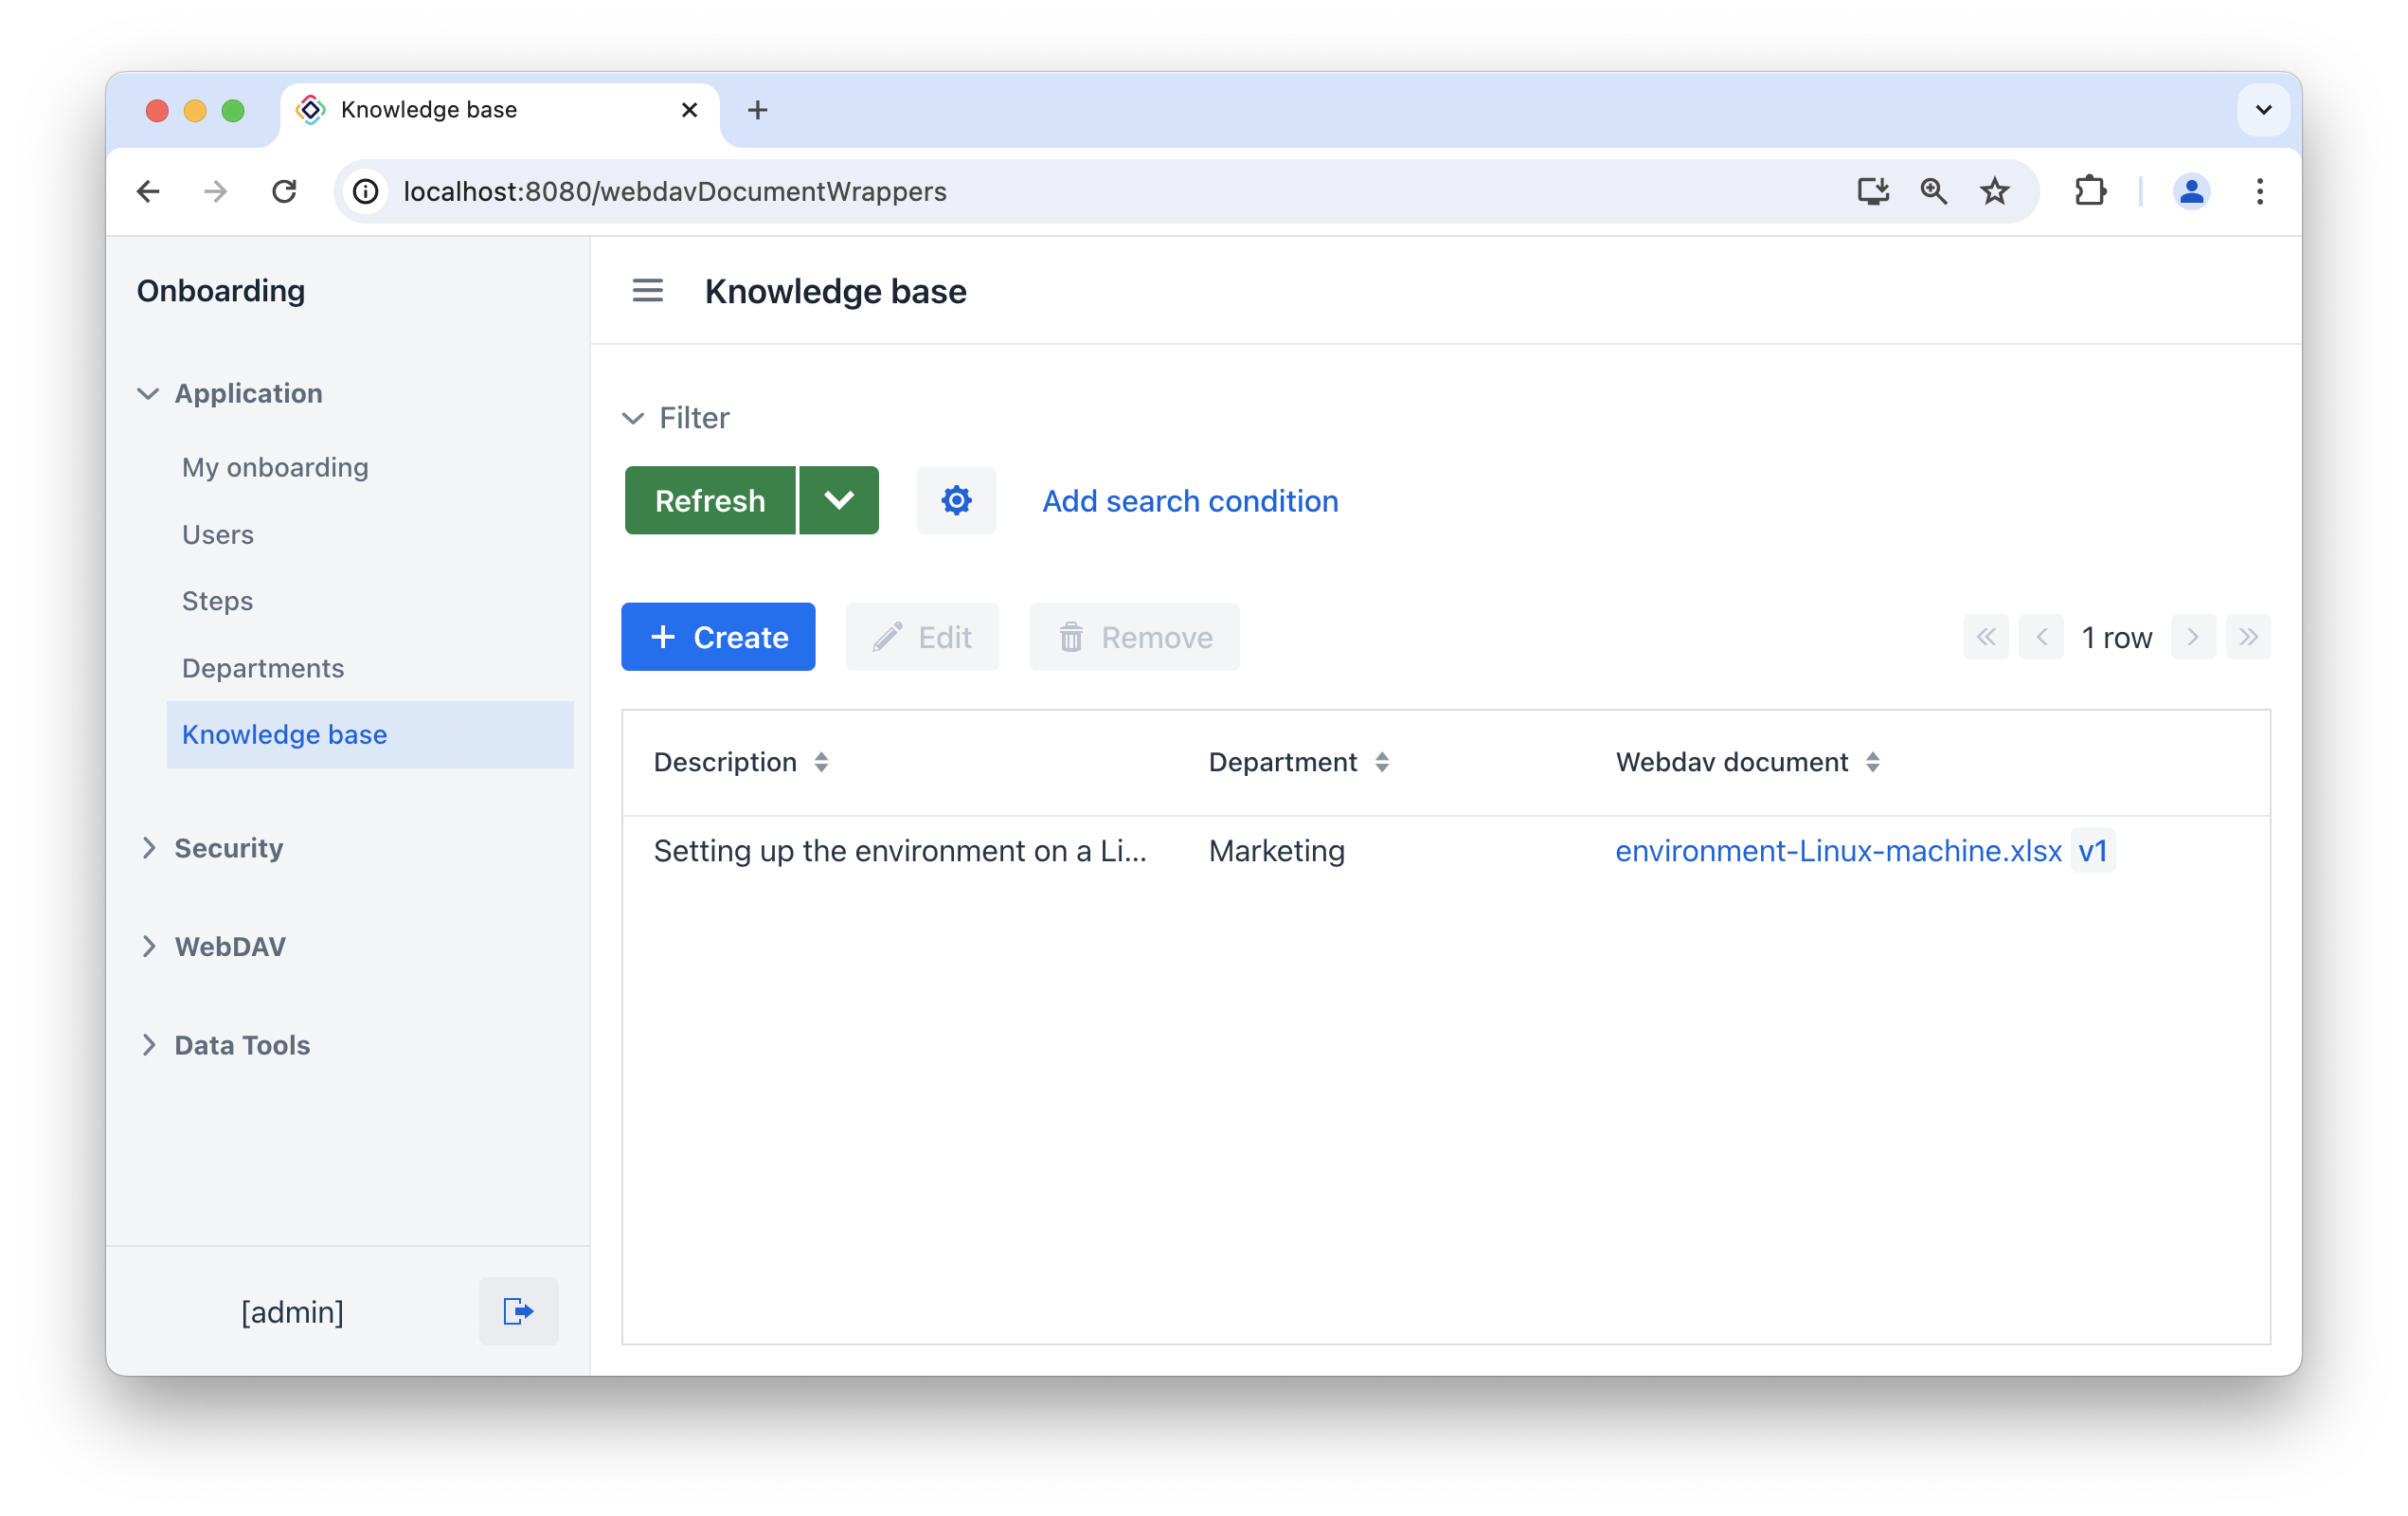 Knowledge base
localhost:8080/webdavDocumentWrappers
Onboarding
Application
My onboarding
Users
Steps
Departments
Knowledge base
Security
WebDAV
Data Tools
[admin]
Knowledge base
Filter
Refresh
Add search condition
Create Edit Remove 1 row
Description Department Webdav document
Setting up the environment on a Li... Marketing environment-Linux-machine.xlsx v1